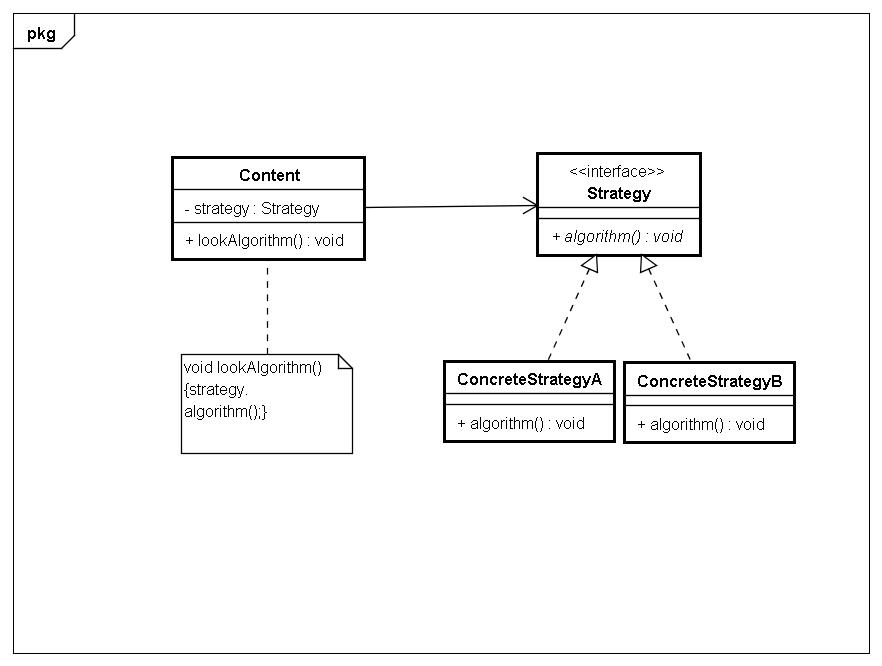 pkg
Content
- strategy : Strategy
+ lookAlgorithm() : void
<<interface>>
Strategy
+ algorithm() : void
void lookAlgorithm()
{strategy.
algorithm();}
ConcreteStrategyA
+ algorithm() : void
ConcreteStrategyB
+ algorithm() : void